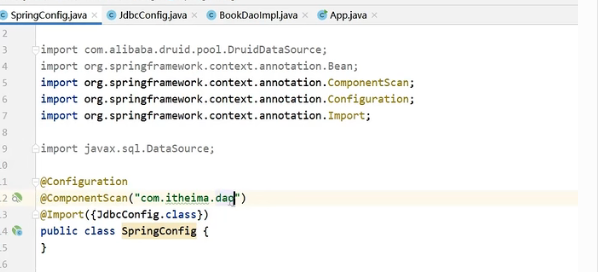 SpringConfig.java × JdbcConfig.java × BookDaoImpl.java × App.java ×
2
3 import com.alibaba.druid.pool.DruidDataSource;
4 import org.springframework.context.annotation.Bean;
5 import org.springframework.context.annotation.ComponentScan;
6 import org.springframework.context.annotation.Configuration;
7 import org.springframework.context.annotation.Import;
8
9 import javax.sql.DataSource;
10
11 @Configuration
12 @ComponentScan("com.itheima.dao")
13 @Import({JdbcConfig.class})
14 public class SpringConfig {
15 }
16